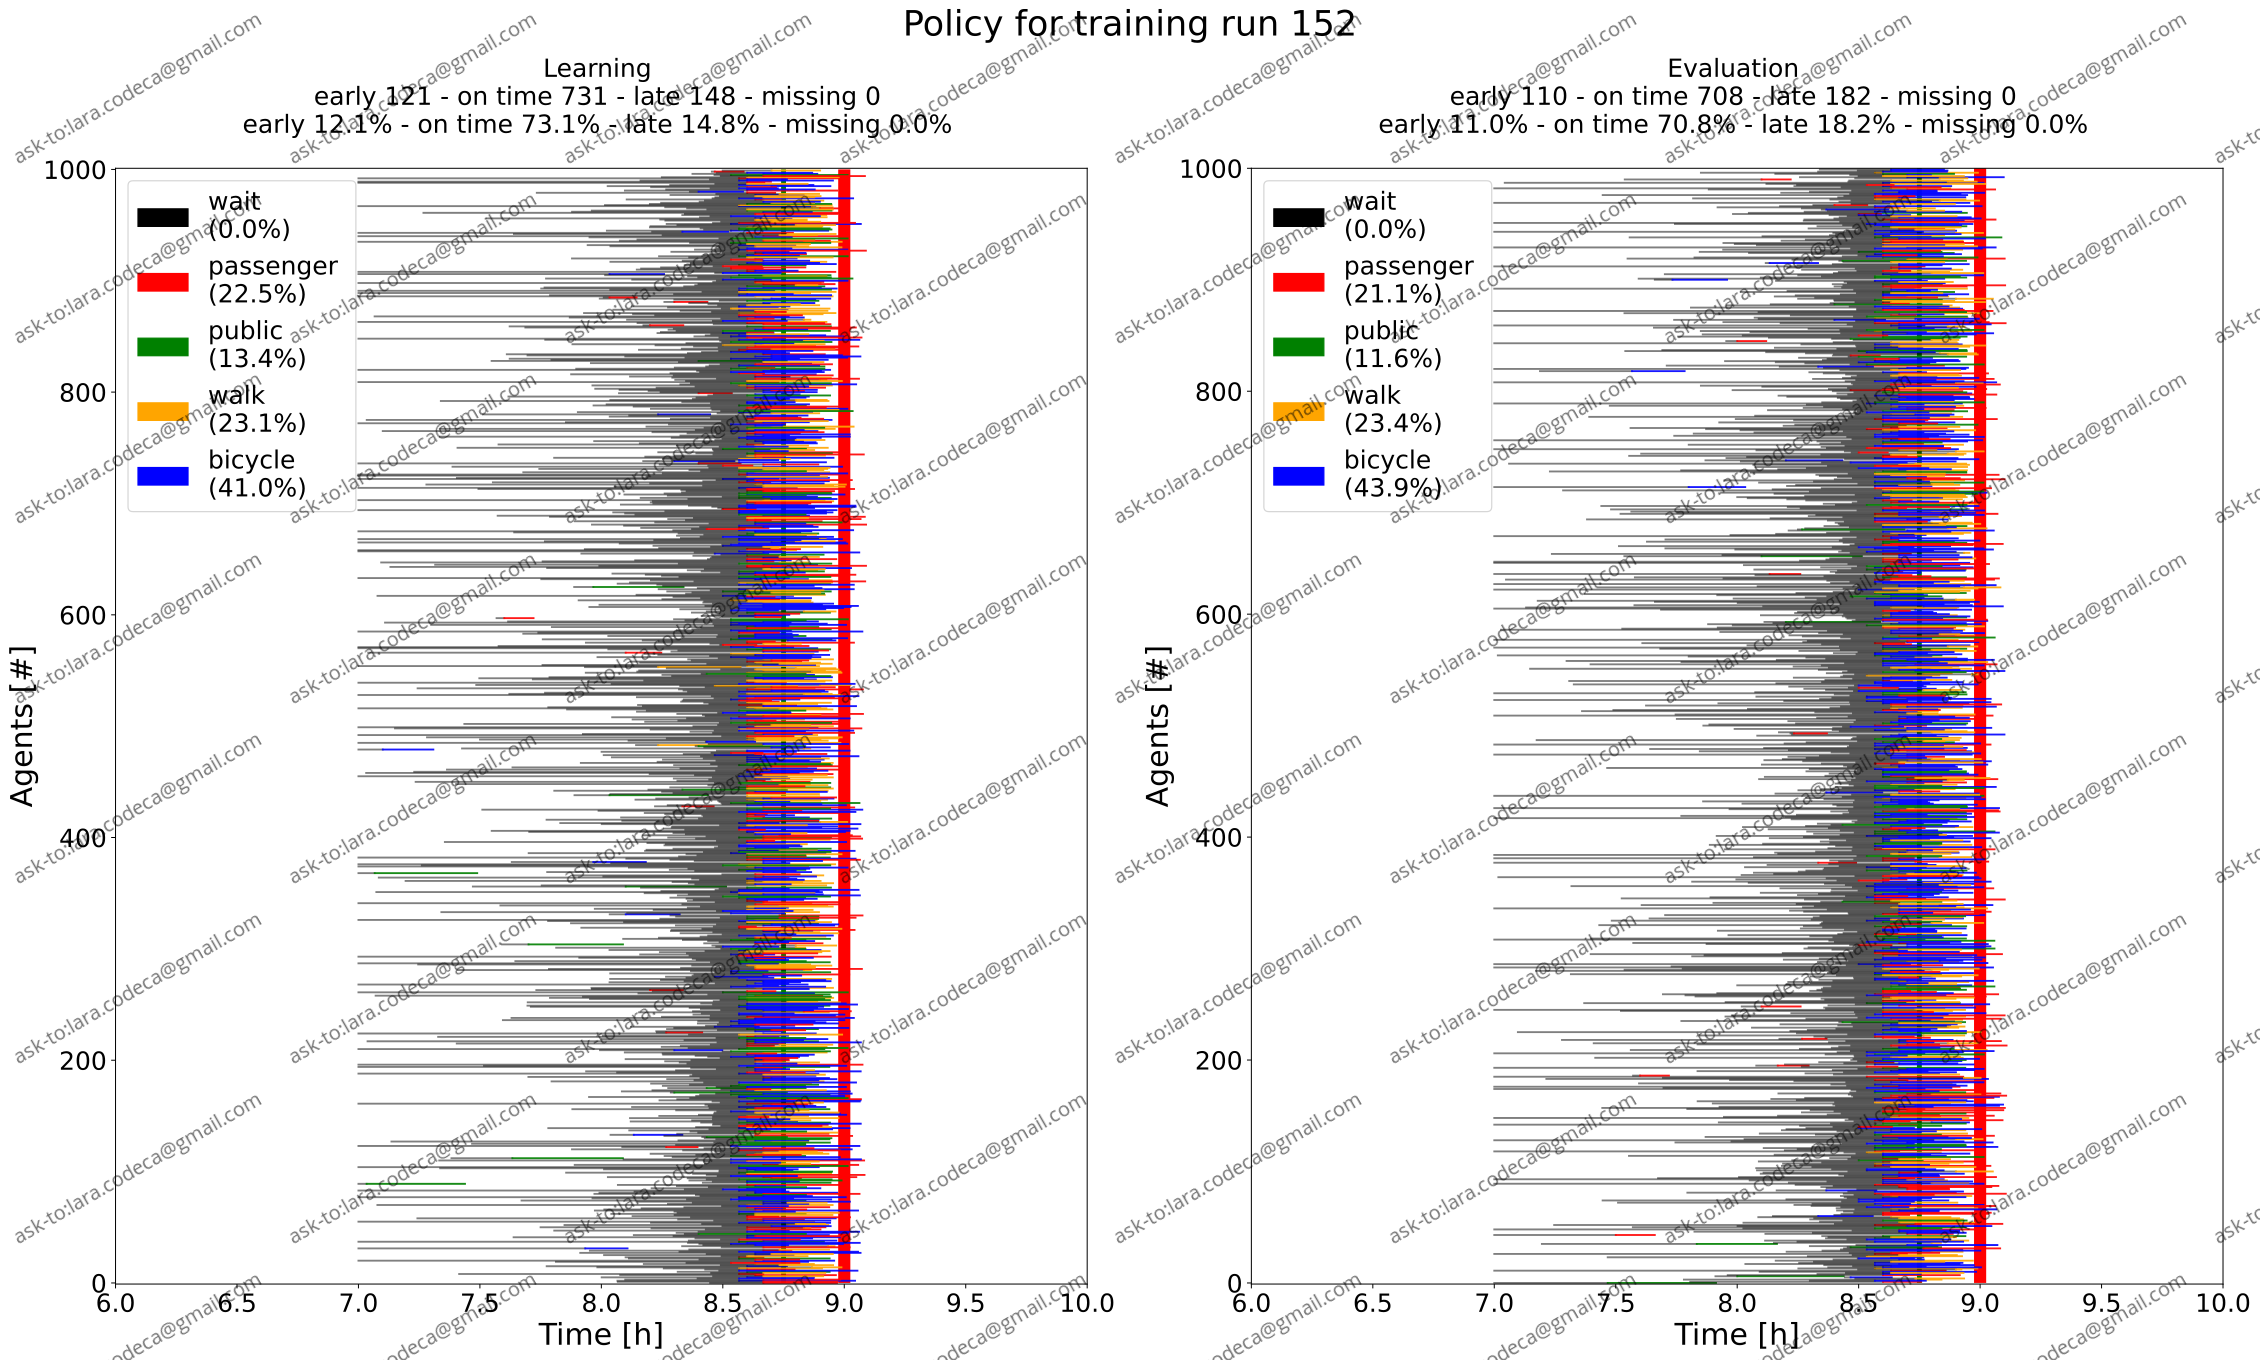 Policy for training run 152
Learning
early 121 - on time 731 - late 148 - missing 0
early 12.1% - on time 73.1% - late 14.8% - missing 0.0%
wait
(0.0%)
passenger
(22.5%)
public
(13.4%)
walk
(23.1%)
bicycle
(41.0%)
1000
800
600
400
200
0
Agents [#]
6.0 6.5 7.0 7.5 8.0 8.5 9.0 9.5 10.0
Time [h]
Evaluation
early 110 - on time 708 - late 182 - missing 0
early 11.0% - on time 70.8% - late 18.2% - missing 0.0%
wait
(0.0%)
passenger
(21.1%)
public
(11.6%)
walk
(23.4%)
bicycle
(43.9%)
1000
800
600
400
200
0
Agents [#]
6.0 6.5 7.0 7.5 8.0 8.5 9.0 9.5 10.0
Time [h]
ask-to:lara.codeca@gmail.com